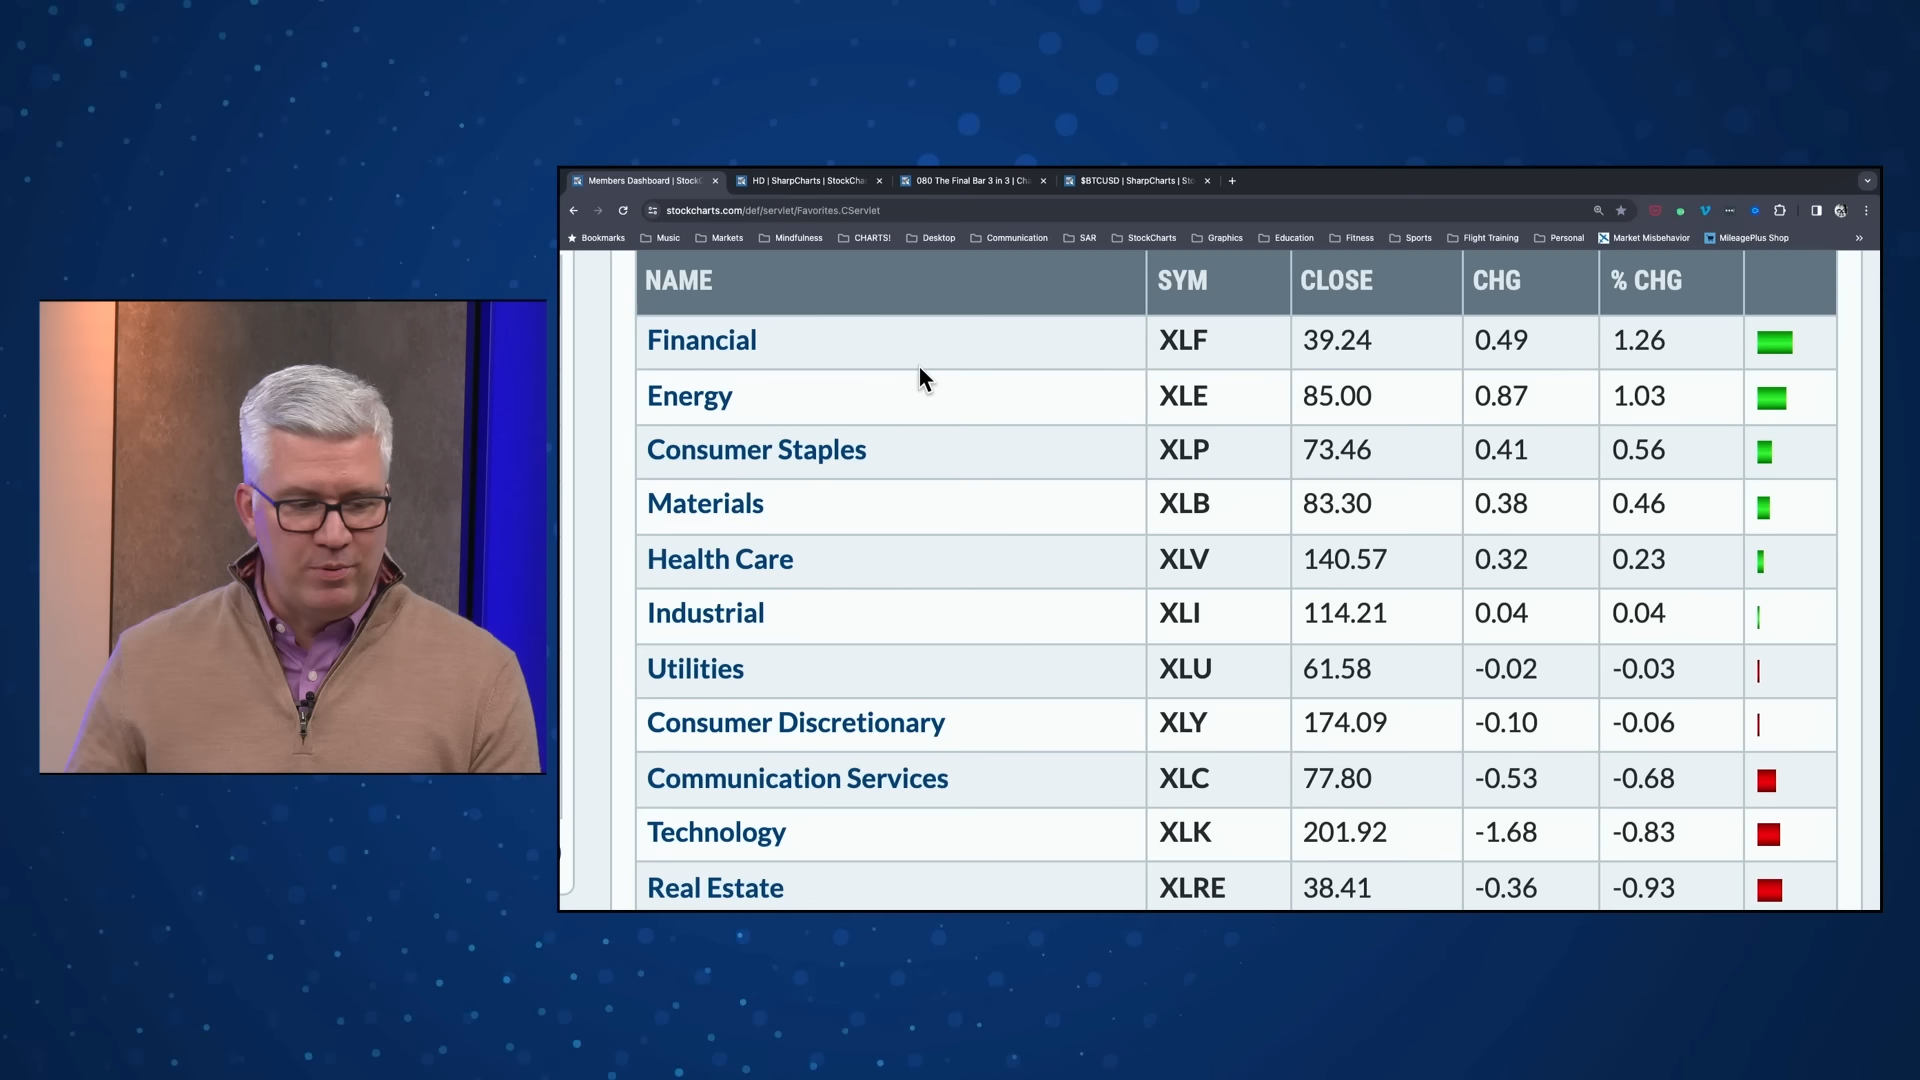 Members Dashboard | Stock
HD | SharpCharts | StockCha
080 The Final Bar 3 in 3 | Ch
$BTCUSD | SharpCharts | St
stockcharts.com/def/servlet/Favorites.CServlet
Bookmarks Music Markets Mindfulness CHARTS! Desktop Communication SAR StockCharts Graphics Education Fitness Sports Flight Training Personal Market Misbehavior MileagePlus Shop
NAME SYM CLOSE CHG % CHG
Financial XLF 39.24 0.49 1.26
Energy XLE 85.00 0.87 1.03
Consumer Staples XLP 73.46 0.41 0.56
Materials XLB 83.30 0.38 0.46
Health Care XLV 140.57 0.32 0.23
Industrial XLI 114.21 0.04 0.04
Utilities XLU 61.58 -0.02 -0.03
Consumer Discretionary XLY 174.09 -0.10 -0.06
Communication Services XLC 77.80 -0.53 -0.68
Technology XLK 201.92 -1.68 -0.83
Real Estate XLRE 38.41 -0.36 -0.93